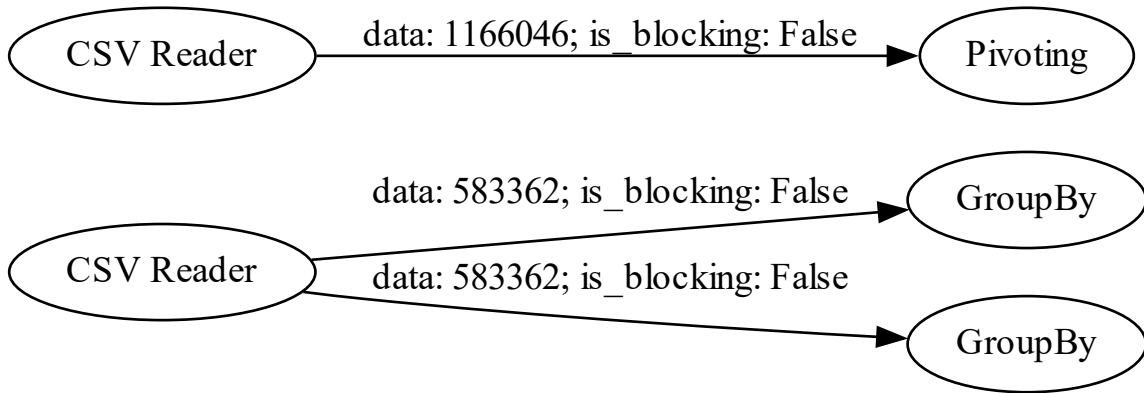 CSV Reader
data: 1166046; is_blocking: False
Pivoting
CSV Reader
data: 583362; is_blocking: False
GroupBy
data: 583362; is_blocking: False
GroupBy